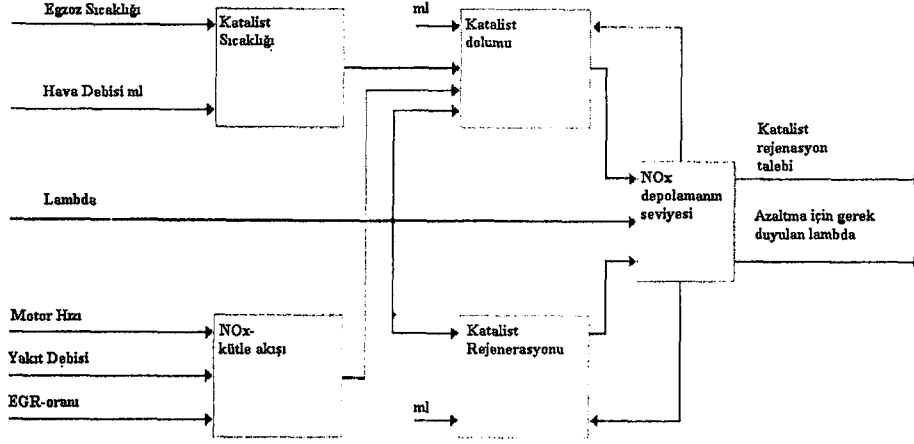 Egzoz Sıcaklığı
Katalist
Sıcaklığı
ml
Katalist
dolumu
Hava Debisi ml
Katalist
rejenasyon
talebi
NOx
depolamanın
seviyesi
Lambda
Azaltma için gerek
duyulan lambda
Motor Hızı
NOx-
kütle akışı
Katalist
Rejenerasyonu
Yakıt Debisi
EGR-oranı
ml